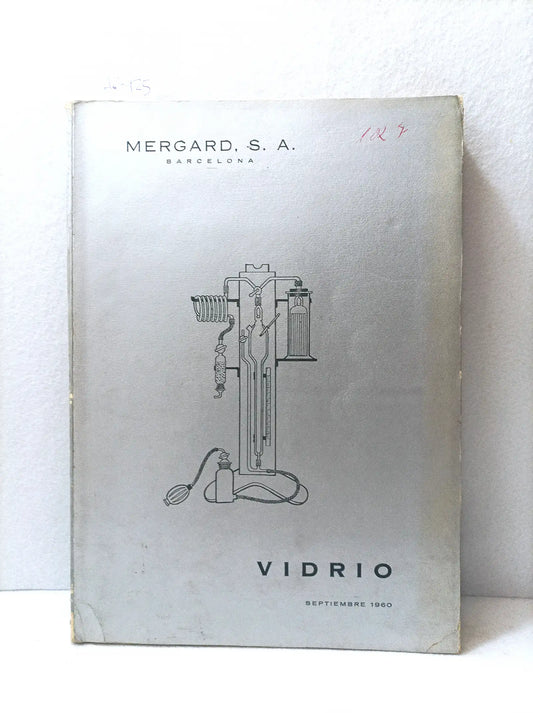 MERGARD, S. A.
BARCELONA
VIDRIO
SEPTIEMBRE 1960